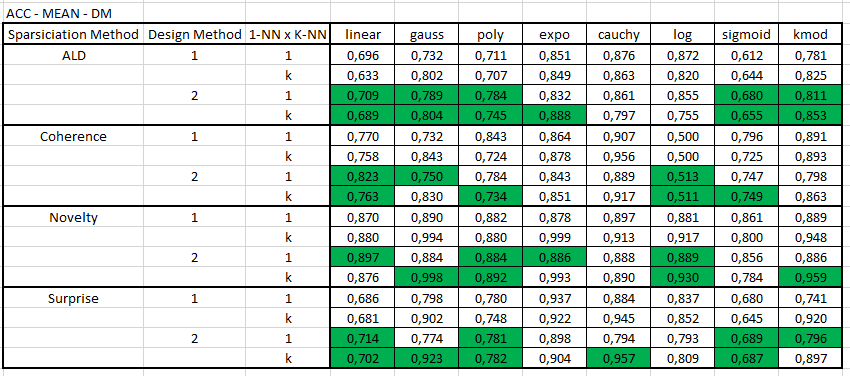 ACC - MEAN - DM
Sparsiciation Method Design Method 1-NN x K-NN linear gauss poly expo cauchy log sigmoid kmod
ALD 1 1 0,696 0,732 0,711 0,851 0,876 0,872 0,612 0,781
k 0,633 0,802 0,707 0,849 0,863 0,820 0,644 0,825
2 1 0,709 0,789 0,784 0,832 0,861 0,855 0,680 0,811
k 0,689 0,804 0,745 0,888 0,797 0,755 0,655 0,853
Coherence 1 1 0,770 0,732 0,843 0,864 0,907 0,500 0,796 0,891
k 0,758 0,843 0,724 0,878 0,956 0,500 0,725 0,893
2 1 0,823 0,750 0,784 0,843 0,889 0,513 0,747 0,798
k 0,763 0,830 0,734 0,851 0,917 0,511 0,749 0,863
Novelty 1 1 0,870 0,890 0,882 0,878 0,897 0,881 0,861 0,889
k 0,880 0,994 0,880 0,999 0,913 0,917 0,800 0,948
2 1 0,897 0,884 0,884 0,886 0,888 0,889 0,856 0,886
k 0,876 0,998 0,892 0,993 0,890 0,930 0,784 0,959
Surprise 1 1 0,686 0,798 0,780 0,937 0,884 0,837 0,680 0,741
k 0,681 0,902 0,748 0,922 0,945 0,852 0,645 0,920
2 1 0,714 0,774 0,781 0,898 0,794 0,793 0,689 0,796
k 0,702 0,923 0,782 0,904 0,957 0,809 0,687 0,897